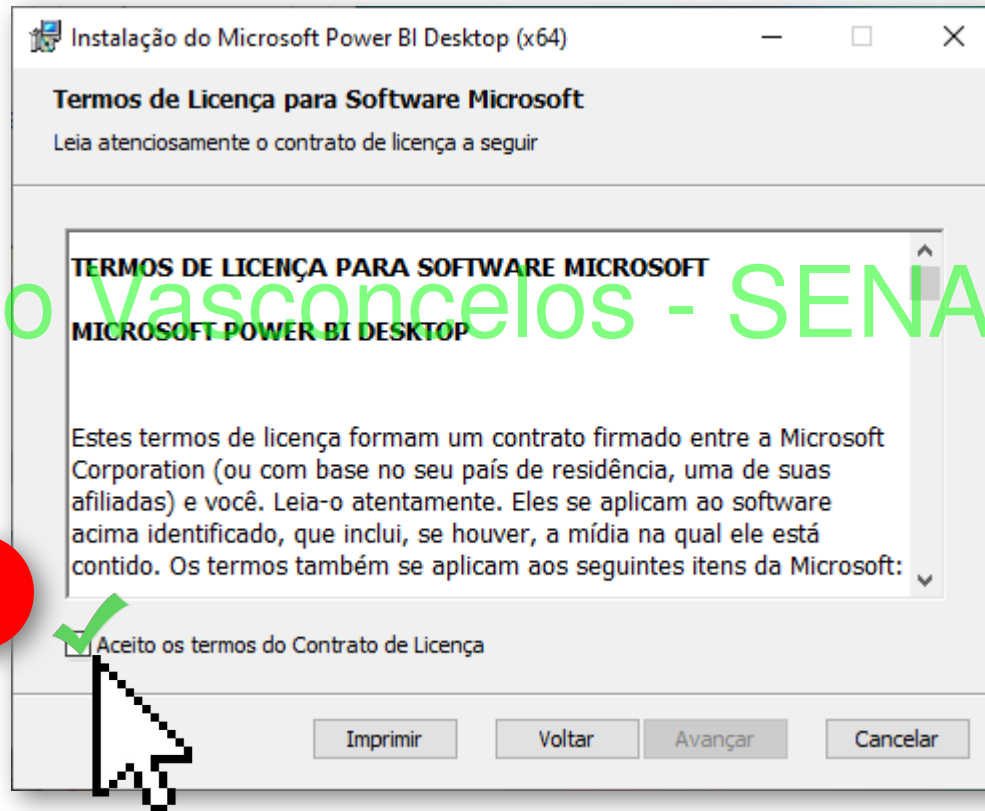 Instalação do Microsoft Power BI Desktop (x64)
Termos de Licença para Software Microsoft
Leia atenciosamente o contrato de licença a seguir
TERMOS DE LICENÇA PARA SOFTWARE MICROSOFT
o Vasconcelos - SENA
MICROSOFT POWER BI DESKTOP
Estes termos de licença formam um contrato firmado entre a Microsoft
Corporation (ou com base no seu país de residência, uma de suas
afiliadas) e você. Leia-o atentamente. Eles se aplicam ao software
acima identificado, que inclui, se houver, a mídia na qual ele está
contido. Os termos também se aplicam aos seguintes itens da Microsoft:
Aceito os termos do Contrato de Licença
Imprimir Voltar Avançar Cancelar